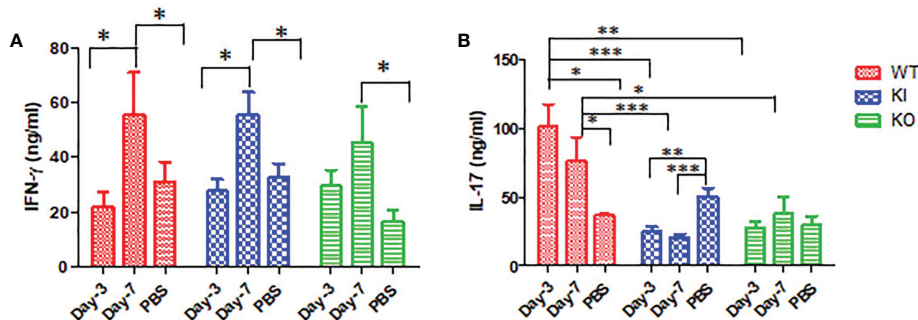 A
IFN-γ (ng/ml)
80
60
40
20
0
* * * * *
Day-3 Day-7 PBS Day-3 Day-7 PBS Day-3 Day-7 PBS
B
IL-17 (ng/ml)
150
100
50
0
**
***
*
*
***
*
**
***
Day-3 Day-7 PBS Day-3 Day-7 PBS Day-3 Day-7 PBS
WT
KI
KO